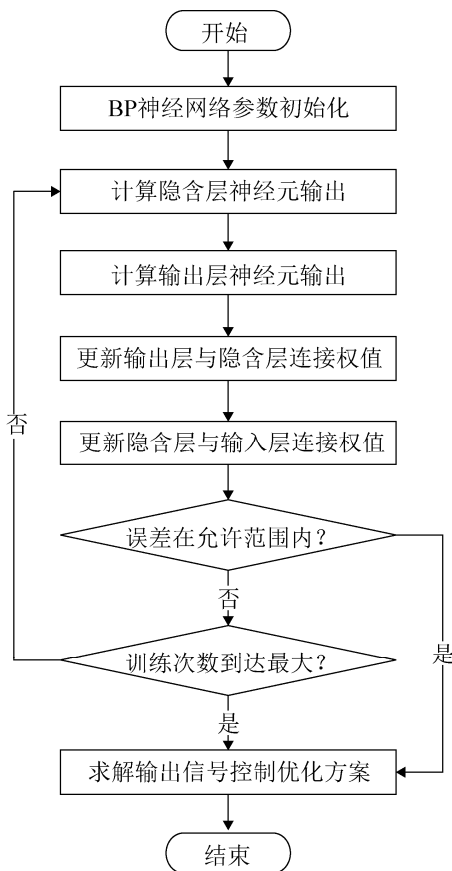 开始
BP神经网络参数初始化
计算隐含层神经元输出
计算输出层神经元输出
更新输出层与隐含层连接权值
否
更新隐含层与输入层连接权值
误差在允许范围内?
否
训练次数到达最大?
是
是
求解输出信号控制优化方案
结束